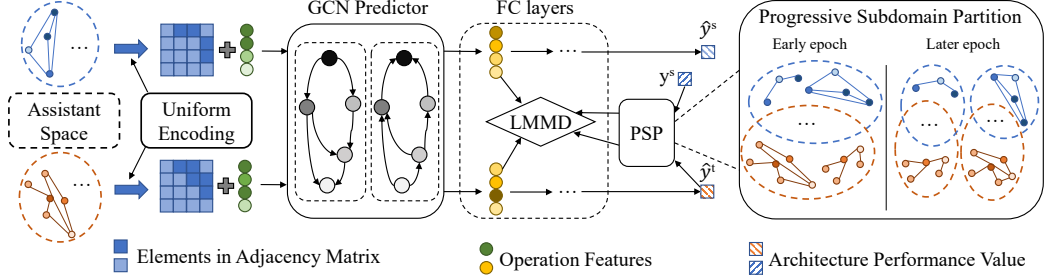 GCN Predictor
FC layers
Progressive Subdomain Partition
Early epoch
Later epoch
...
ŷˢ
yˢ
Assistant
Space
Uniform
Encoding
LMMD
PSP
...
...
...
ŷᵗ
...
...
Elements in Adjacency Matrix
Operation Features
Architecture Performance Value